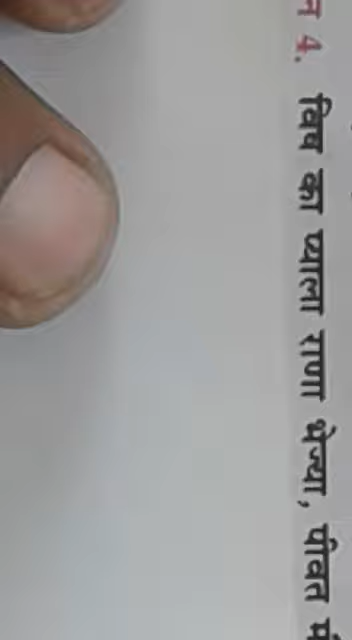 न 4. विष का प्याला राणा भेज्या, पीवत